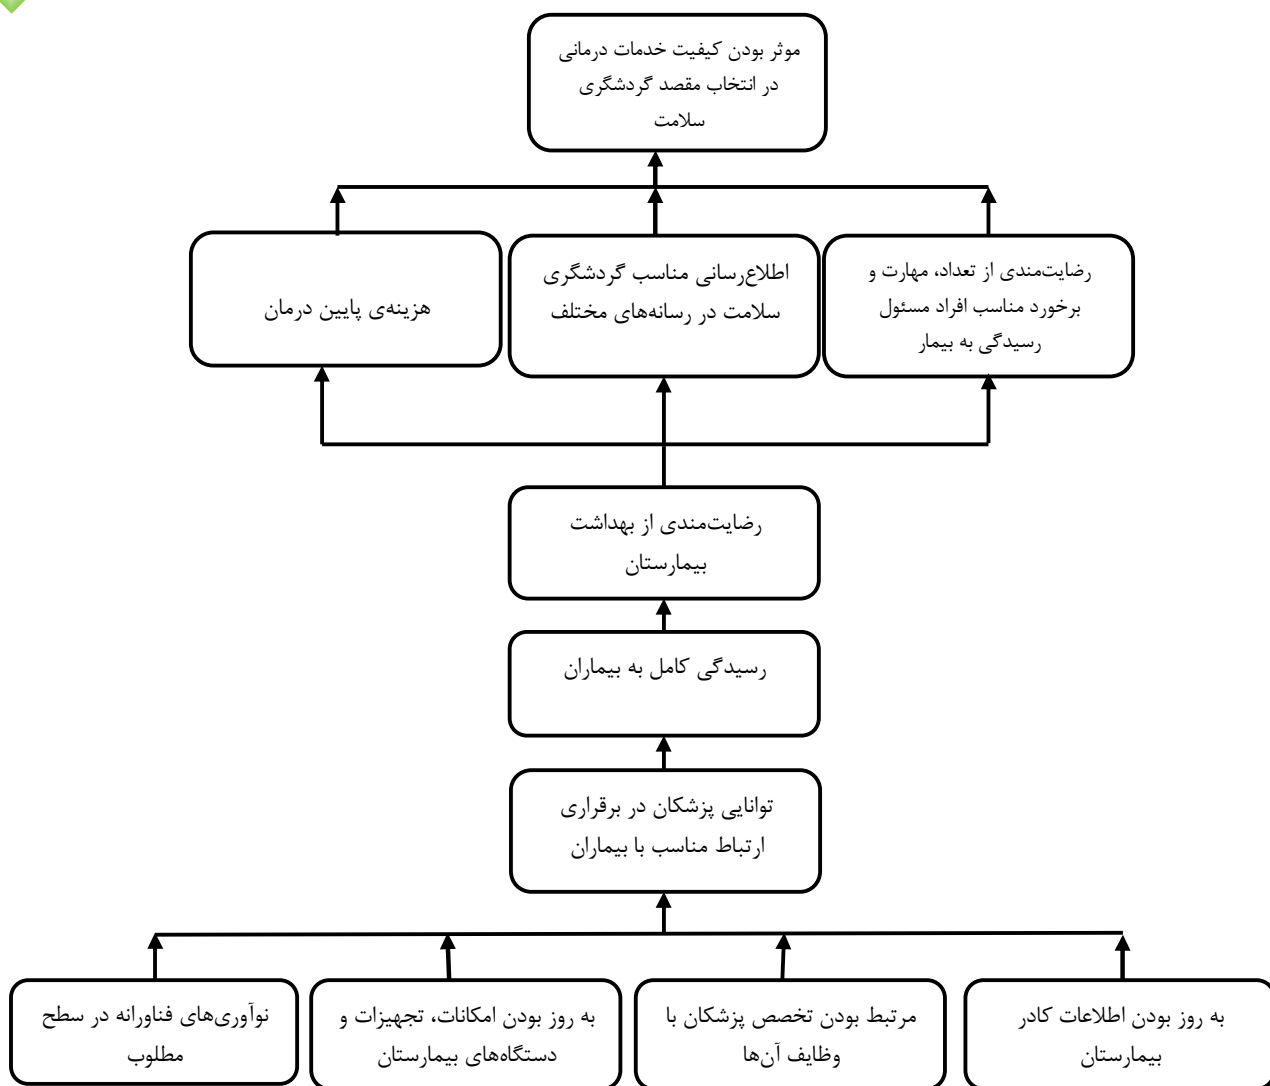 موثر بودن کیفیت خدمات درمانی
در انتخاب مقصد گردشگری
سلامت
رضایت‌مندی از تعداد، مهارت و
برخورد مناسب افراد مسئول
رسیدگی به بیمار
اطلاع‌رسانی مناسب گردشگری
سلامت در رسانه‌های مختلف
هزینه‌ی پایین درمان
رضایت‌مندی از بهداشت
بیمارستان
رسیدگی کامل به بیماران
توانایی پزشکان در برقراری
ارتباط مناسب با بیماران
به روز بودن اطلاعات کادر
بیمارستان
مرتبط بودن تخصص پزشکان با
وظایف آن‌ها
به روز بودن امکانات، تجهیزات و
دستگاه‌های بیمارستان
نوآوری‌های فناورانه در سطح
مطلوب